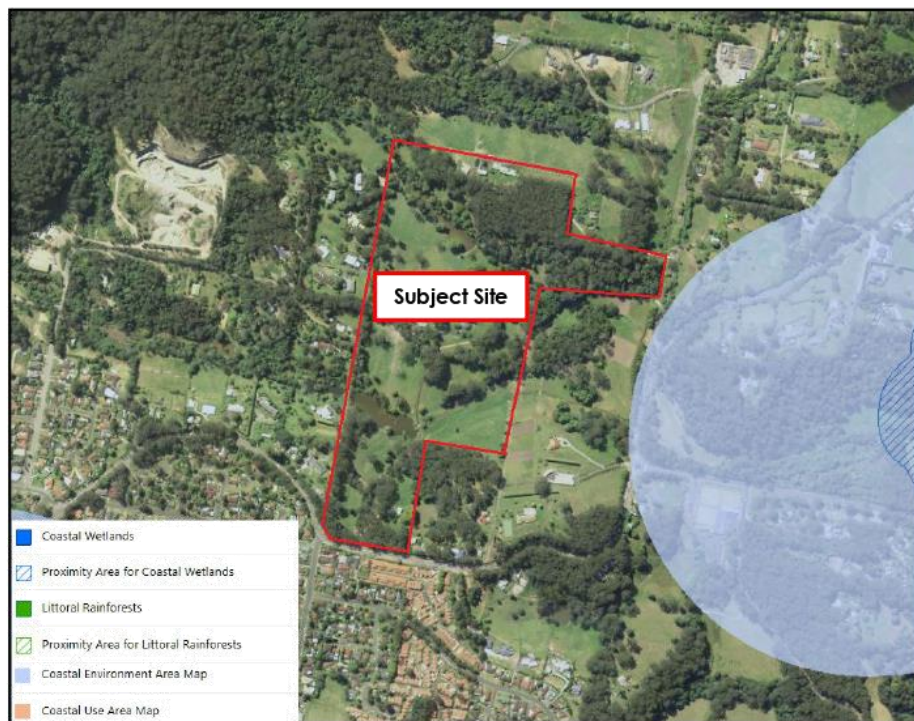 Subject Site
Coastal Wetlands
Proximity Area for Coastal Wetlands
Littoral Rainforests
Proximity Area for Littoral Rainforests
Coastal Environment Area Map
Coastal Use Area Map